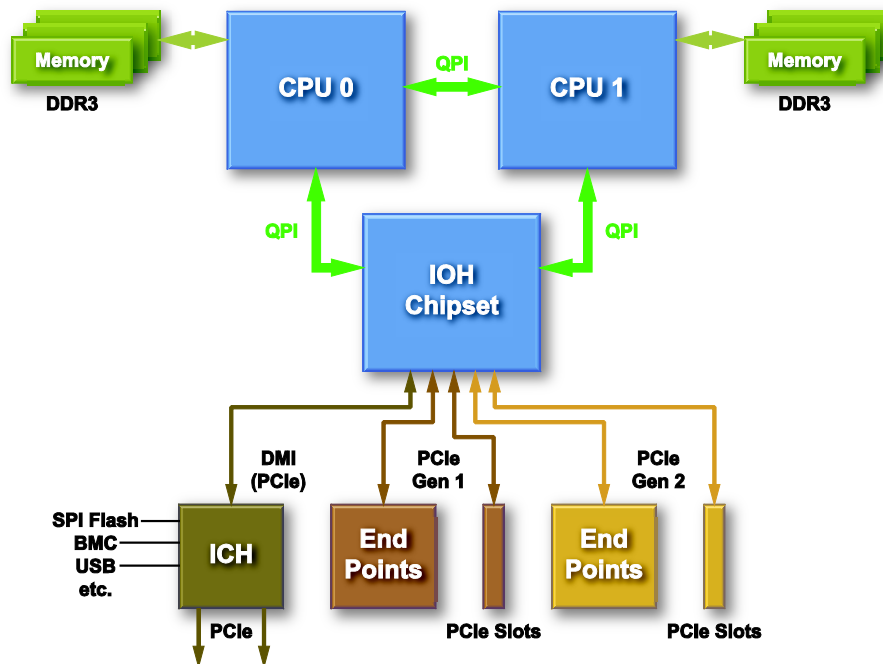 Memory
DDR3
CPU 0
QPI
CPU 1
Memory
DDR3
QPI
QPI
IOH
Chipset
DMI
(PCIe)
PCIe
Gen 1
PCIe
Gen 2
SPI Flash
BMC
USB
etc.
ICH
End
Points
End
Points
PCIe
PCIe Slots
PCIe Slots